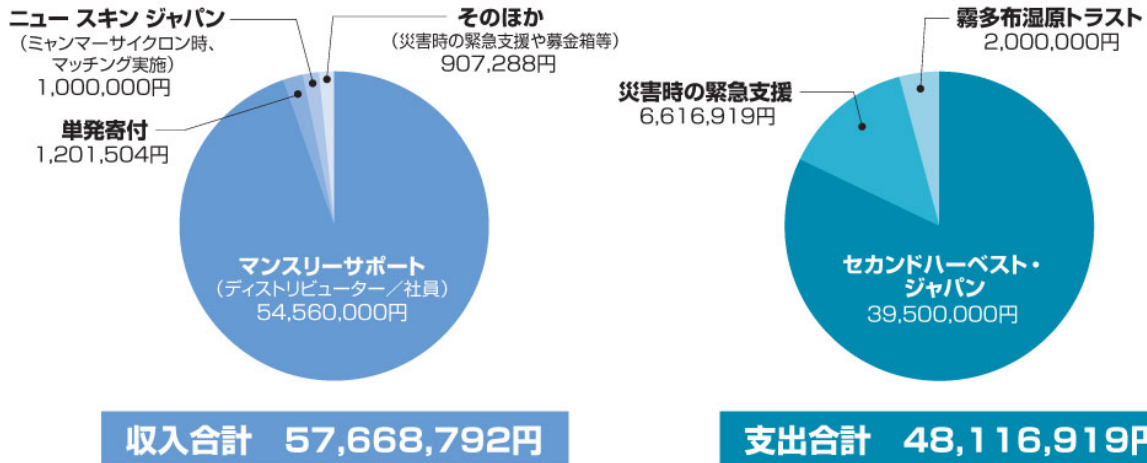 ニュー スキン ジャパン
（ミャンマーサイクロン時、
マッチング実施）
1,000,000円
そのほか
（災害時の緊急支援や募金箱等）
907,288円
単発寄付
1,201,504円
マンスリーサポート
（ディストリビューター／社員）
54,560,000円
収入合計 57,668,792円
霧多布湿原トラスト
2,000,000円
災害時の緊急支援
6,616,919円
セカンドハーベスト・
ジャパン
39,500,000円
支出合計 48,116,919円